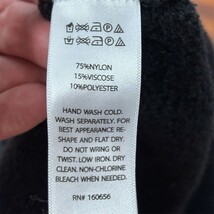 75%NYLON
15%VISCOSE
10%POLYESTER
HAND WASH COLD.
WASH SEPARATELY. FOR
BEST APPEARANCE RE-
SHAPE AND FLAT DRY.
DO NOT WRING OR
TWIST. LOW IRON. DRY
CLEAN. NON-CHLORINE
BLEACH WHEN NEEDED.
RN# 160656